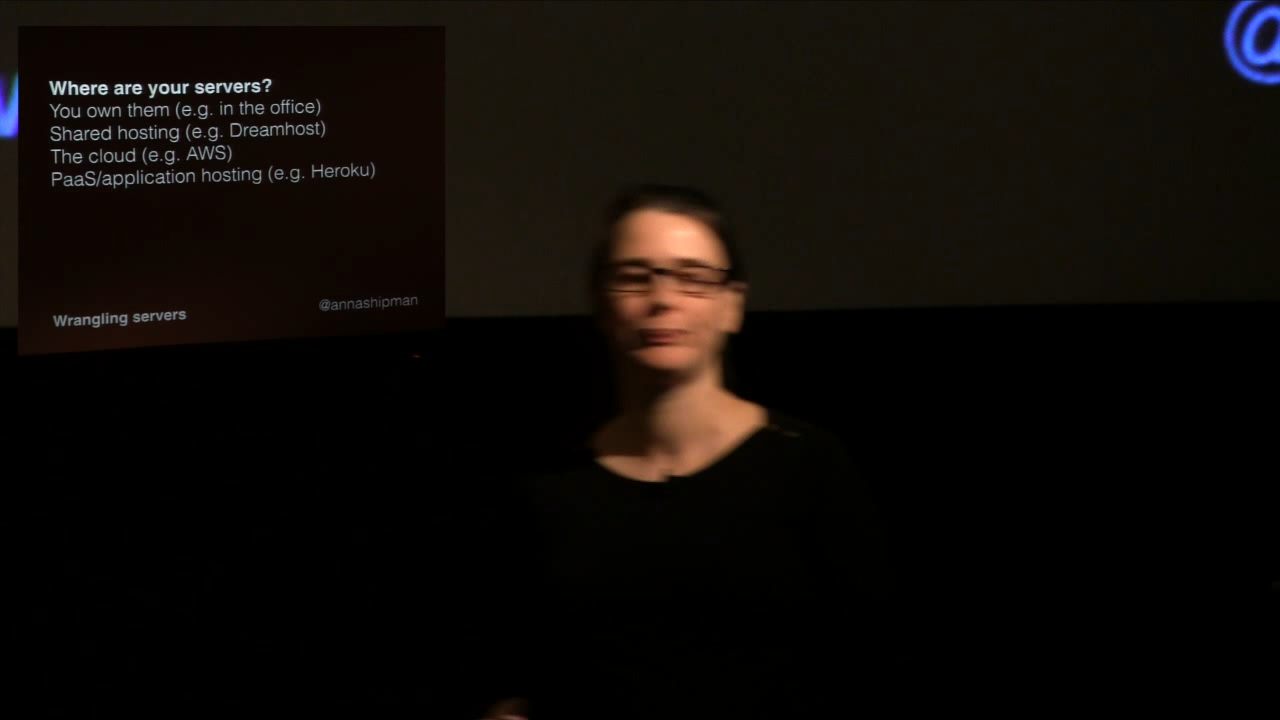 Where are your servers?
You own them (e.g. in the office)
Shared hosting (e.g. Dreamhost)
The cloud (e.g. AWS)
PaaS/application hosting (e.g. Heroku)
Wrangling servers
@annashipman
@